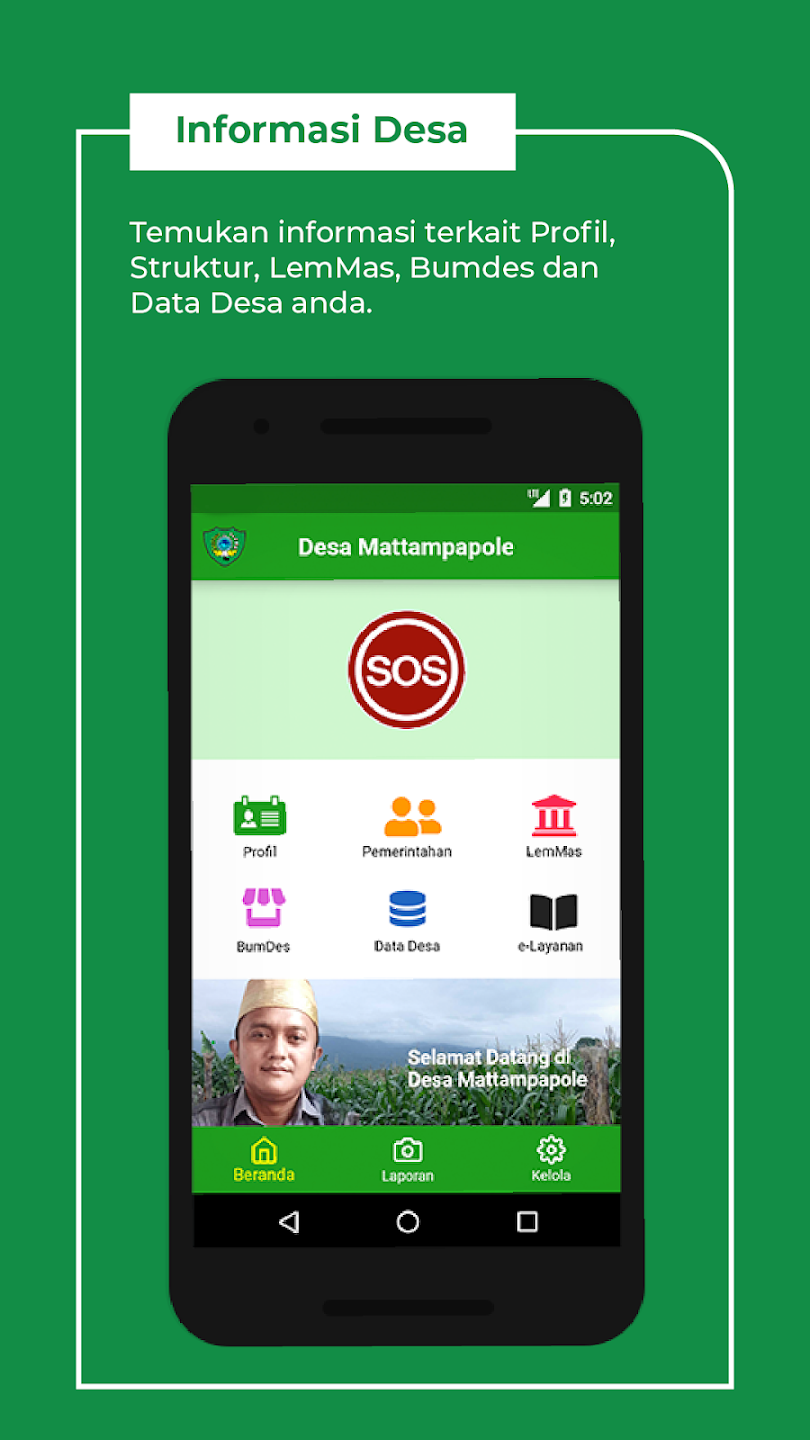 Informasi Desa
Temukan informasi terkait Profil,
Struktur, LemMas, Bumdes dan
Data Desa anda.
LTE 5:02
Desa Mattampapole
SOS
Profil Pemerintahan LemMas
BumDes Data Desa e-Layanan
Selamat Datang di
Desa Mattampapole
Beranda Laporan Kelola